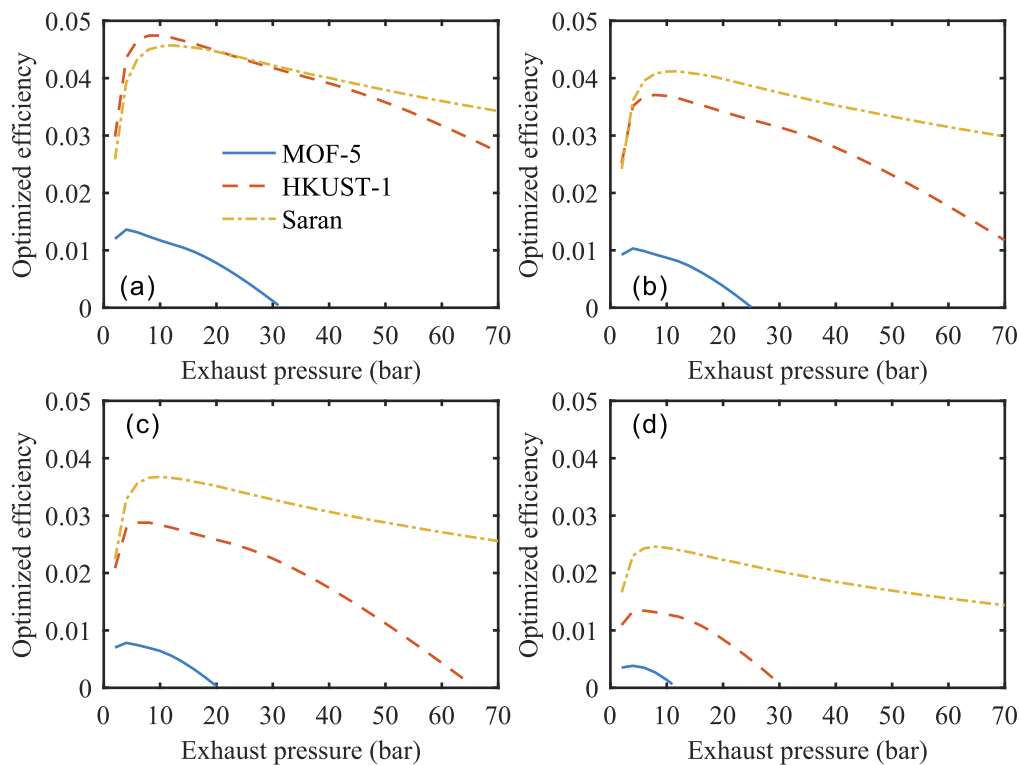 Optimized efficiency
0.05
0.04
0.03
0.02
0.01
0
MOF-5
HKUST-1
Saran
(a)
0 10 20 30 40 50 60 70
Exhaust pressure (bar)
Optimized efficiency
0.05
0.04
0.03
0.02
0.01
0
(b)
0 10 20 30 40 50 60 70
Exhaust pressure (bar)
Optimized efficiency
0.05
(c)
0.04
0.03
0.02
0.01
0
0 10 20 30 40 50 60 70
Exhaust pressure (bar)
Optimized efficiency
0.05
(d)
0.04
0.03
0.02
0.01
0
0 10 20 30 40 50 60 70
Exhaust pressure (bar)